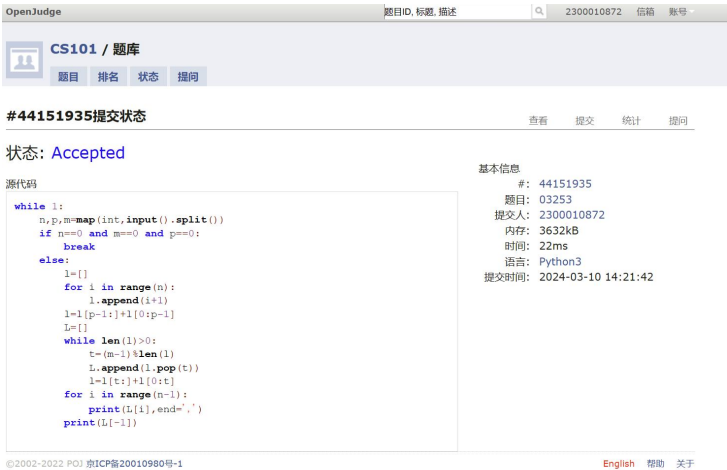 OpenJudge 题目ID, 标题, 描述 2300010872 信箱 账号
CS101 / 题库
题目 排名 状态 提问
#44151935提交状态 查看 提交 统计 提问
状态: Accepted
源代码
while 1:
    n,p,m=map(int,input().split())
    if n==0 and m==0 and p==0:
        break
    else:
        l=[]
        for i in range(n):
            l.append(i+1)
        l=l[p-1:]+l[0:p-1]
        L=[]
        while len(l)>0:
            t=(m-1)%len(l)
            L.append(l.pop(t))
            l=l[t:]+l[0:t]
        for i in range(n-1):
            print(L[i],end=',')
        print(L[-1])
基本信息
#: 44151935
题目: 03253
提交人: 2300010872
内存: 3632kB
时间: 22ms
语言: Python3
提交时间: 2024-03-10 14:21:42
©2002-2022 POJ 京ICP备20010980号-1 English 帮助 关于